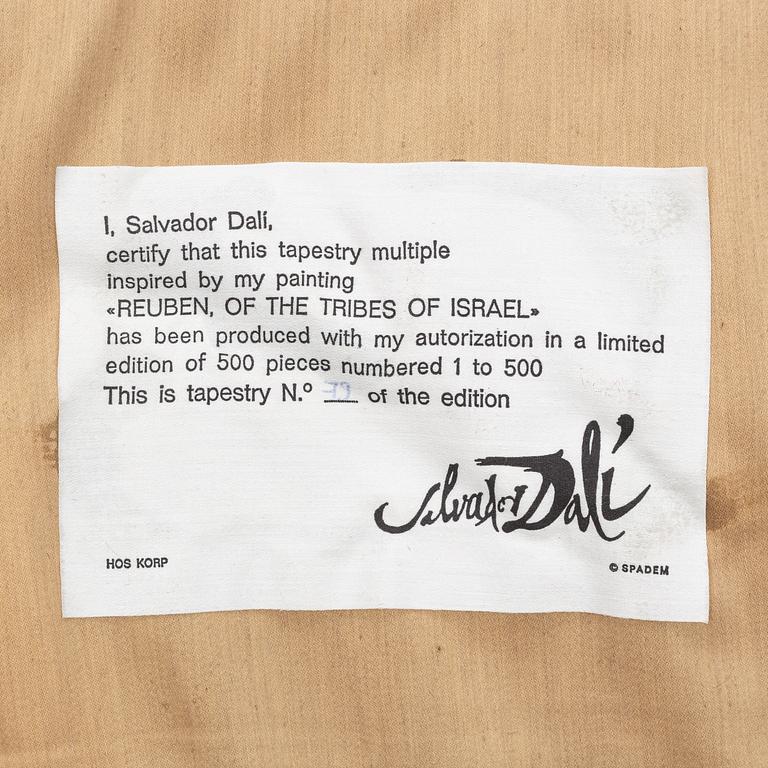 I, Salvador Dalí,
certify that this tapestry multiple
inspired by my painting
«REUBEN, OF THE TRIBES OF ISRAEL»
has been produced with my autorization in a limited
edition of 500 pieces numbered 1 to 500
This is tapestry N.º of the edition
Salvador Dalí
HOS KORP
© SPADEM